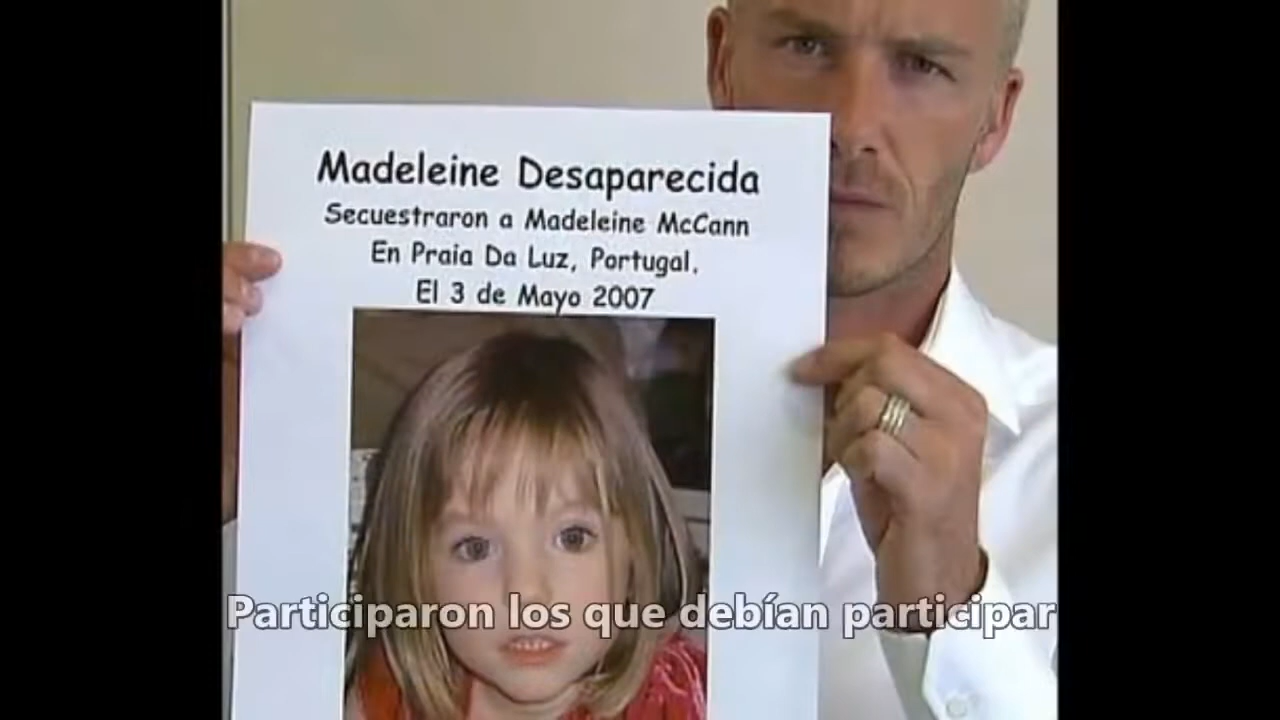 Madeleine Desaparecida
Secuestraron a Madeleine McCann
En Praia Da Luz, Portugal.
El 3 de Mayo 2007
Participaron los que debían participar